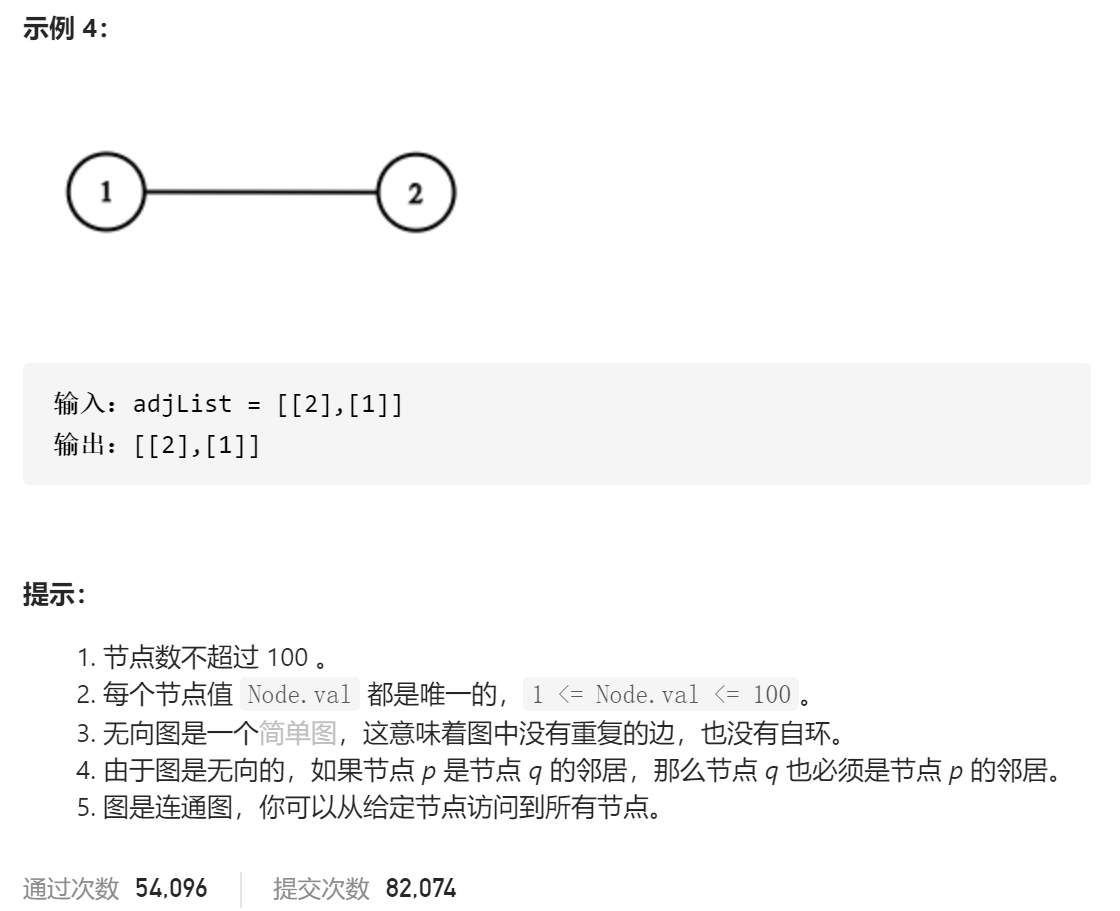 示例 4：
1
2
输入：adjList = [[2],[1]]
输出：[[2],[1]]
提示：
1. 节点数不超过 100 。
2. 每个节点值 Node.val 都是唯一的，1 <= Node.val <= 100。
3. 无向图是一个简单图，这意味着图中没有重复的边，也没有自环。
4. 由于图是无向的，如果节点 p 是节点 q 的邻居，那么节点 q 也必须是节点 p 的邻居。
5. 图是连通图，你可以从给定节点访问到所有节点。
通过次数 54,096 提交次数 82,074